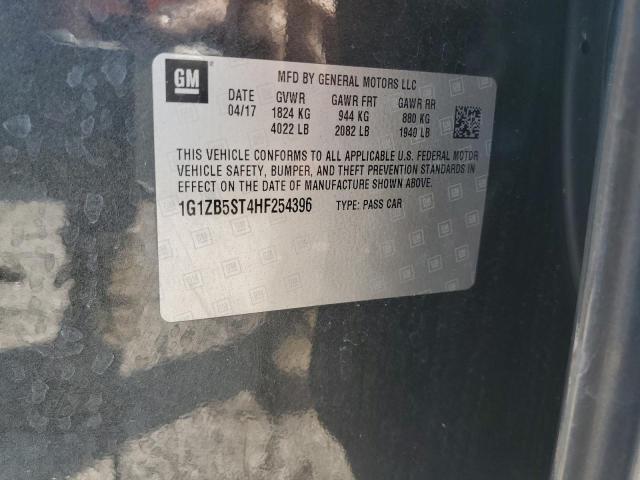 GM
MFD BY GENERAL MOTORS LLC
DATE GVWR GAWR FRT GAWR RR
04/17 1824 KG 944 KG 880 KG
4022 LB 2082 LB 1940 LB
THIS VEHICLE CONFORMS TO ALL APPLICABLE U.S. FEDERAL MOTOR
VEHICLE SAFETY, BUMPER, AND THEFT PREVENTION STANDARDS IN
EFFECT ON THE DATE OF MANUFACTURE SHOWN ABOVE.
1G1ZB5ST4HF254396 TYPE: PASS CAR